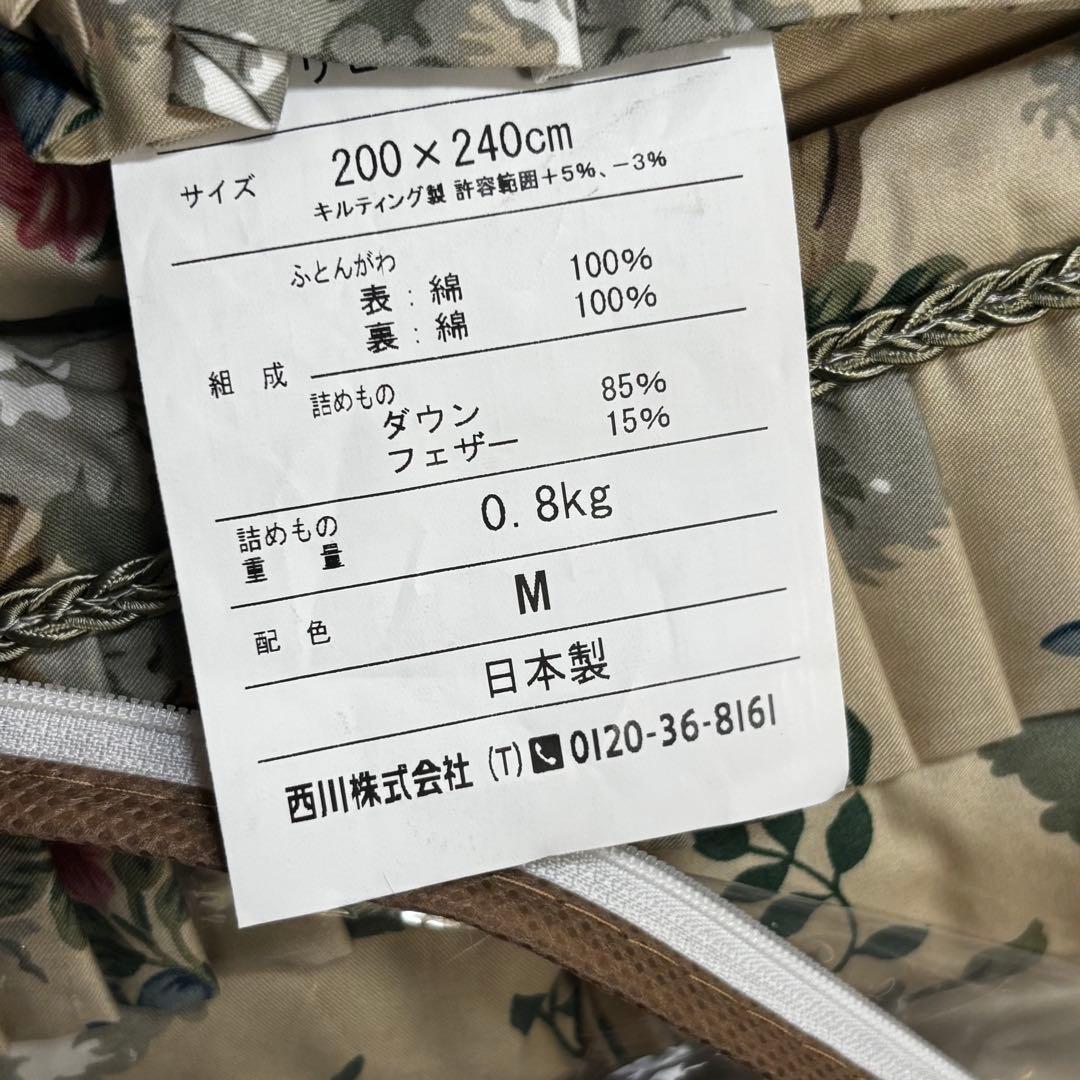 サイズ 200×240cm
キルティング製 許容範囲+5%、-3%
ふとんがわ
表:綿 100%
裏:綿 100%
組成
詰めもの
ダウン 85%
フェザー 15%
詰めもの
重量 0.8kg
配色 M
日本製
西川株式会社 (T) 0120-36-8161